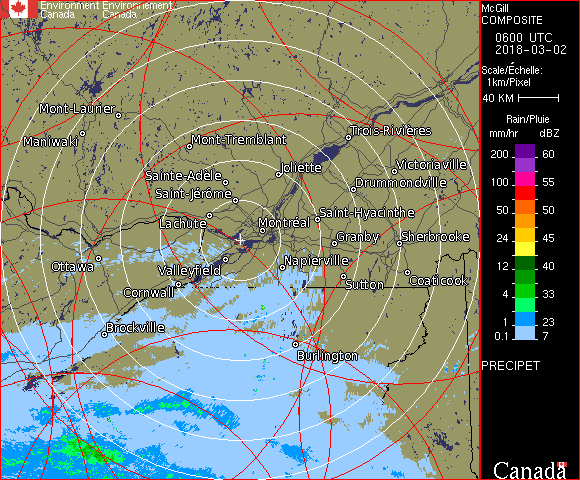 Environment Environnement
Canada Canada
McGill
COMPOSITE
0600 UTC
2018-03-02
Scale/Échelle:
1km/Pixel
40 KM
Rain/Pluie
mm/hr dBZ
200 60
100 55
50 50
24 45
12 40
4 33
1 23
0.1 7
PRECIPET
Canada
Mont-Laurier
Maniwaki
Mont-Tremblant
Trois-Rivières
Joliette
Victoriaville
Sainte-Adèle
Drummondville
Saint-Jérôme
Saint-Hyacinthe
Lachute
Montréal
Granby
Sherbrooke
Ottawa
Valleyfield
Napierville
Cornwall
Sutton
Coaticook
Brockville
Burlington